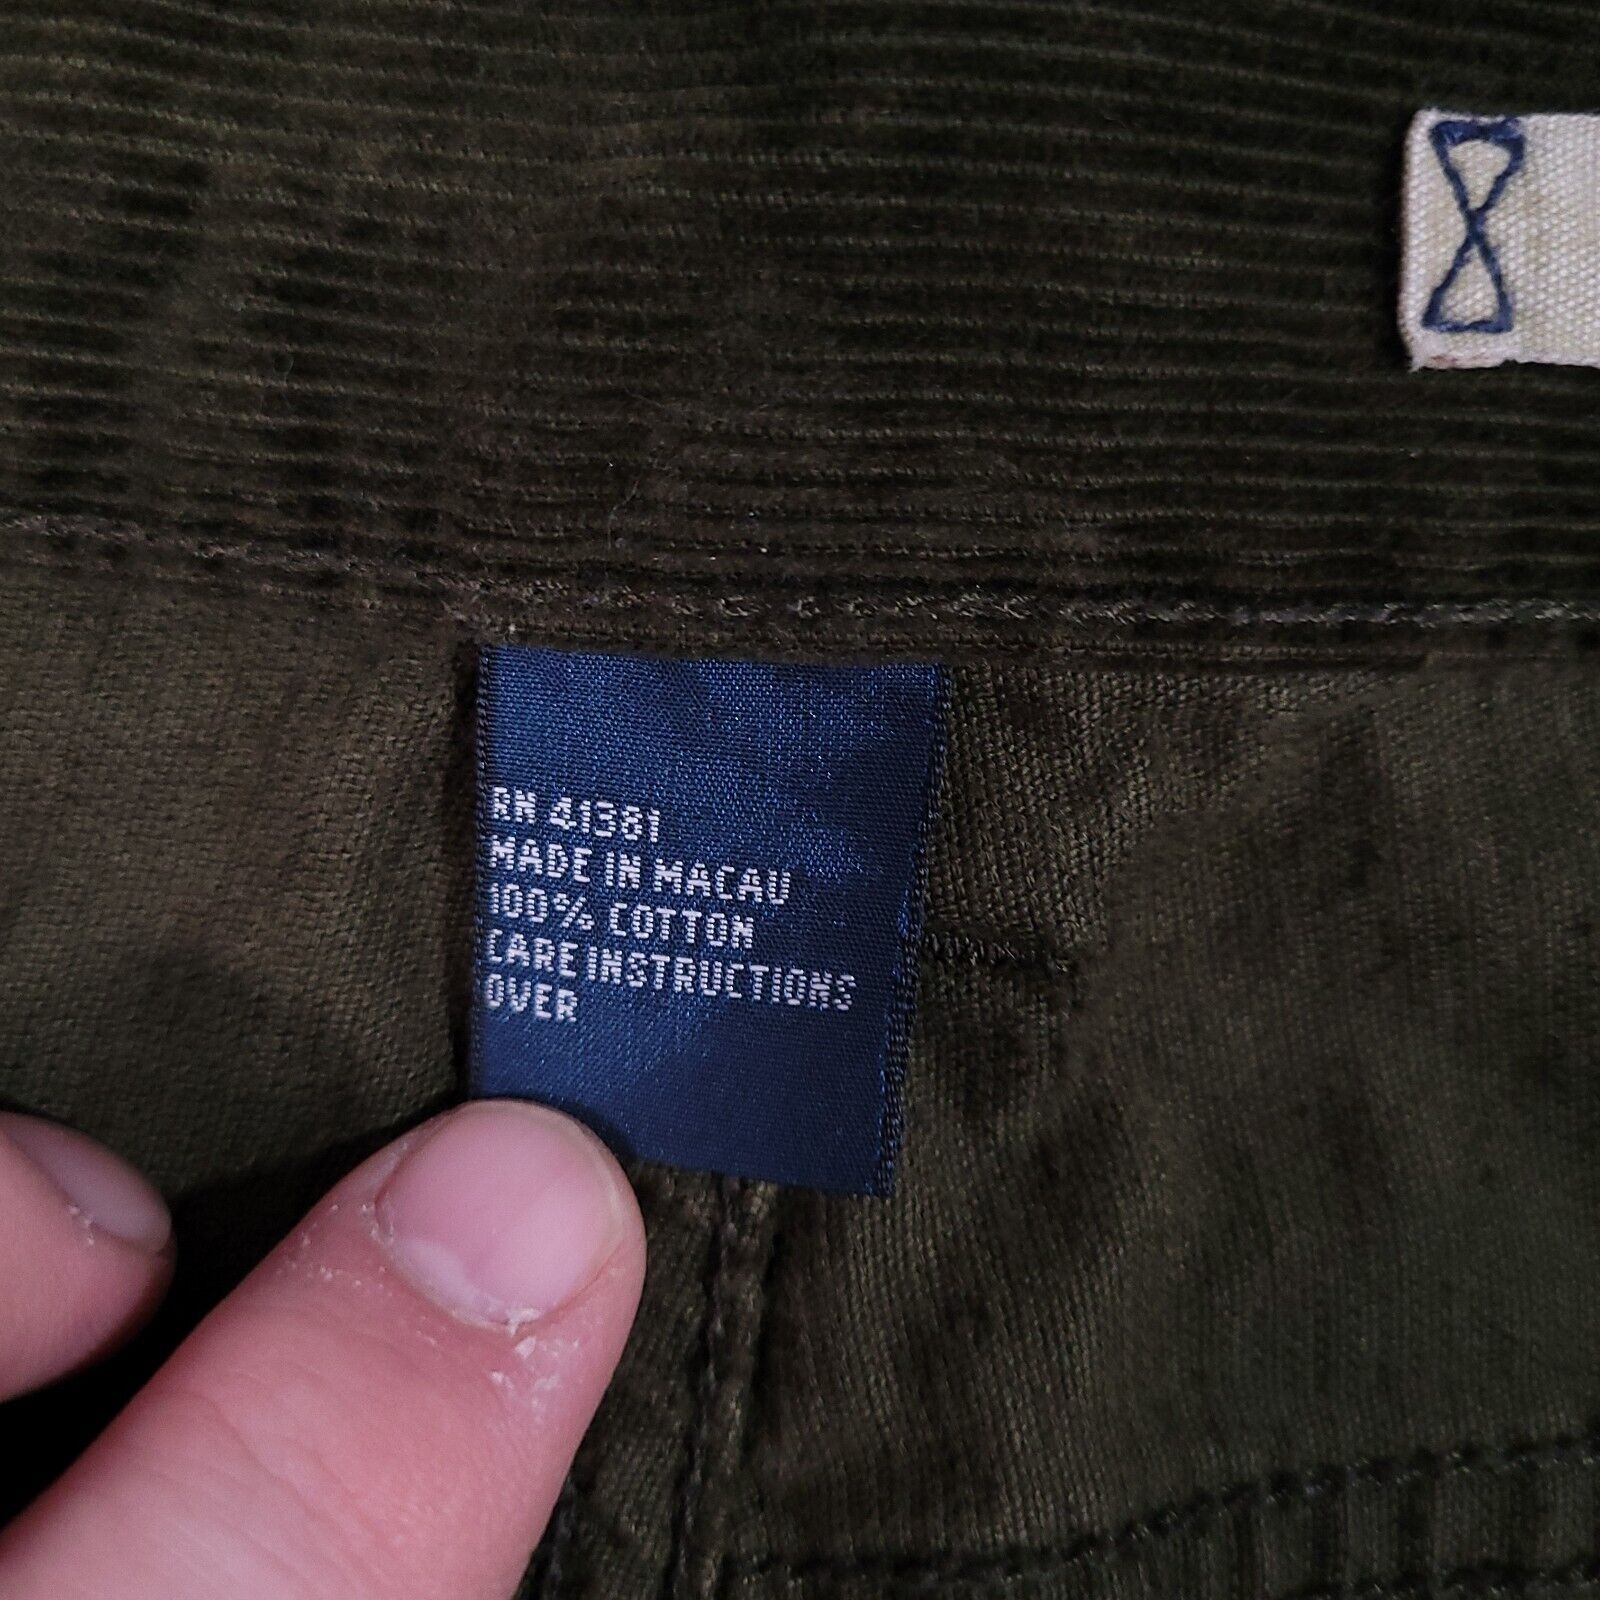 RN 41381
MADE IN MACAU
100% COTTON
CARE INSTRUCTIONS
OVER